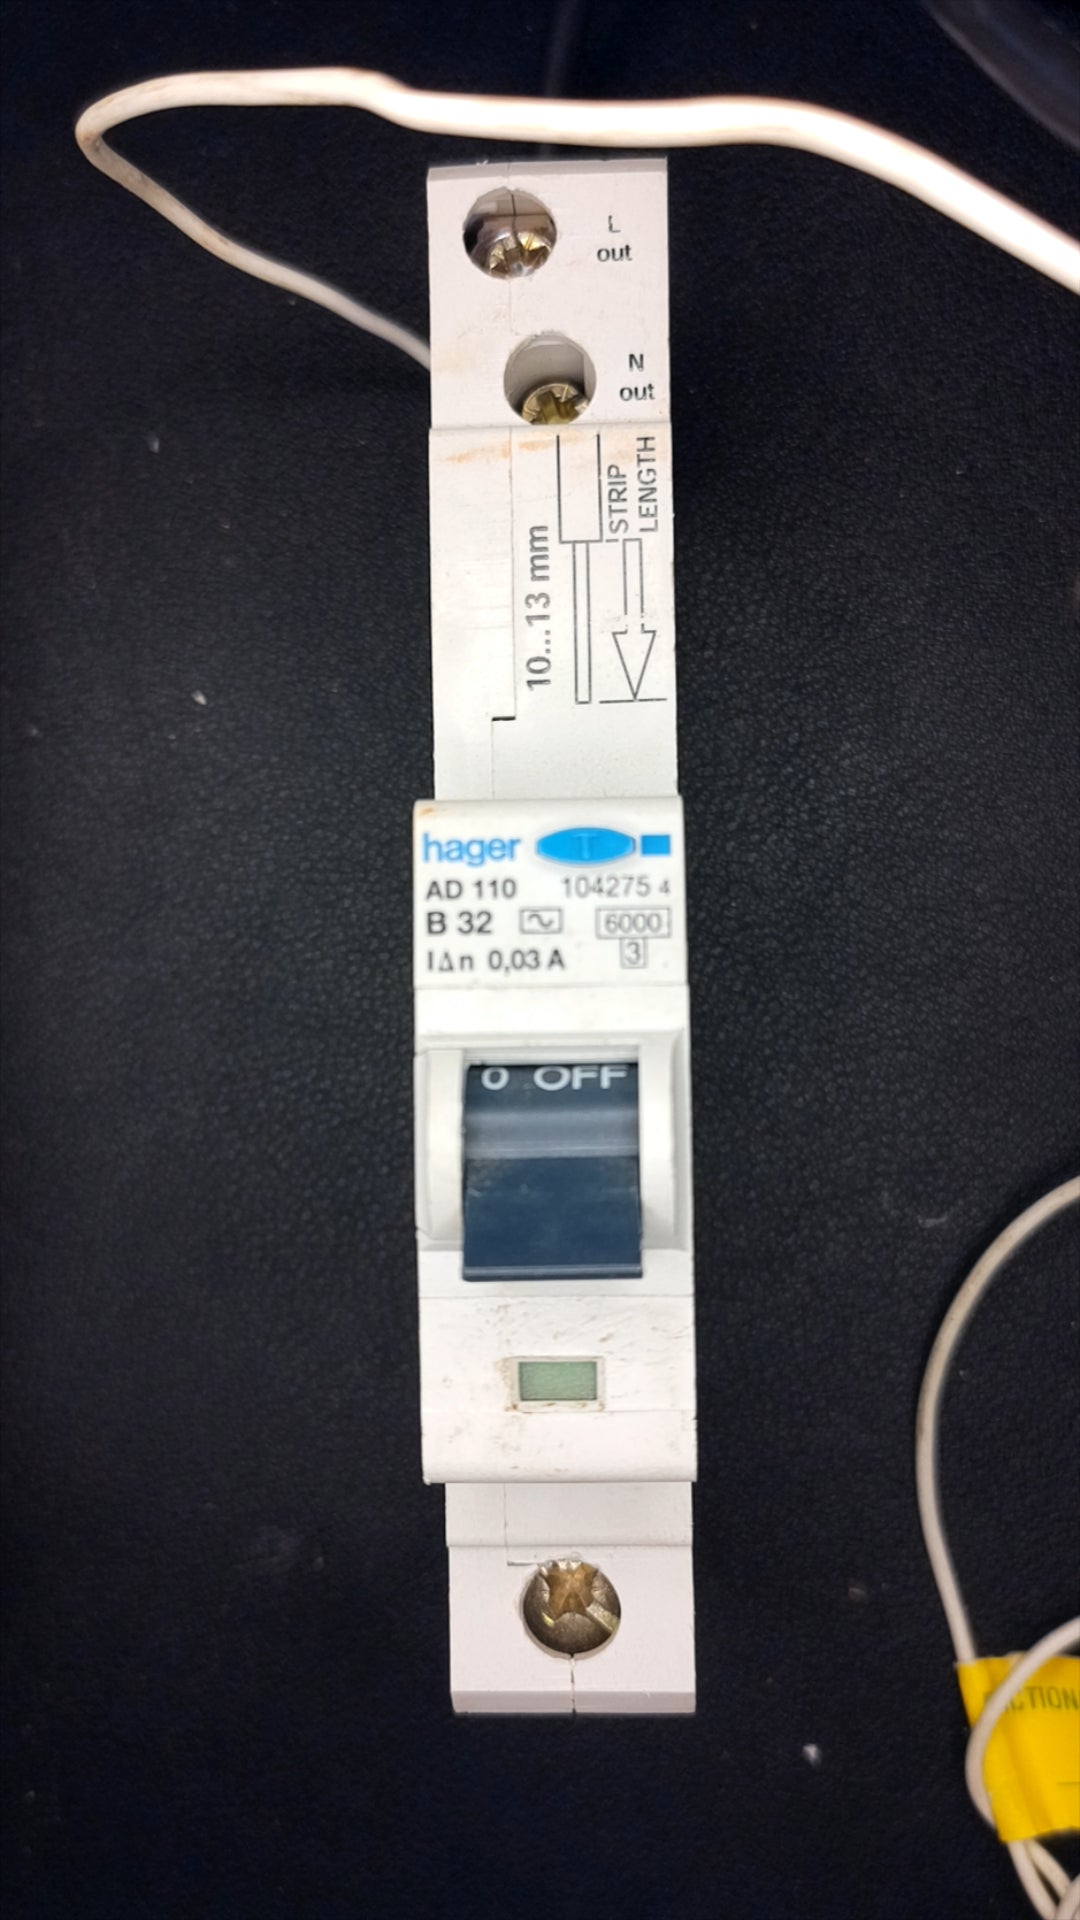 L
out
N
out
STRIP
LENGTH
10...13 mm
hager T
AD 110 104275 4
B 32 6000
IΔn 0,03 A 3
0 OFF
CTION